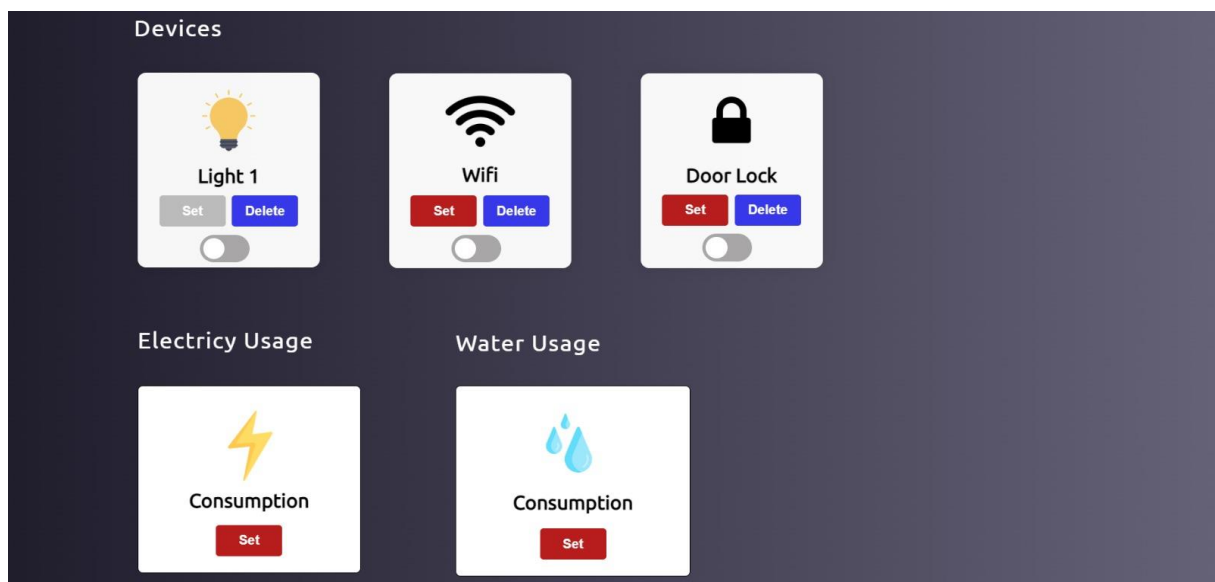 Devices
Light 1
Set Delete
Wifi
Set Delete
Door Lock
Set Delete
Electricy Usage
Consumption
Set
Water Usage
Consumption
Set